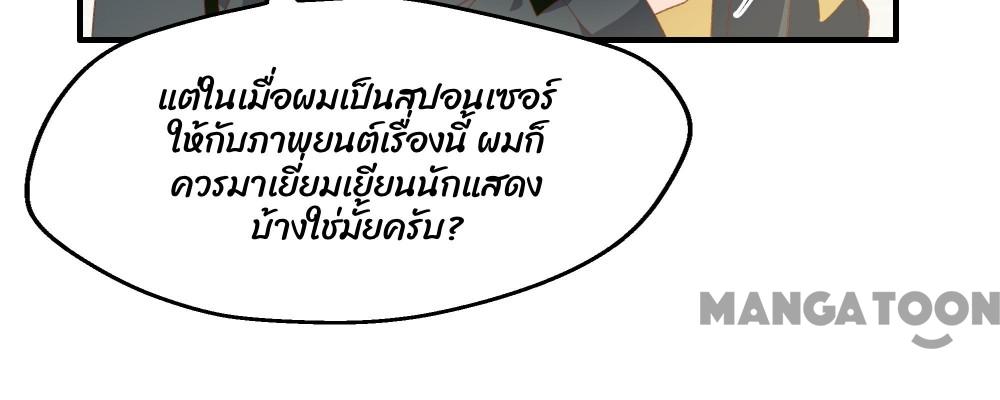 แต่ในเมื่อผมเป็นสปอนเซอร์
ให้กับภาพยนต์เรื่องนี้ ผมก็
ควรมาเยี่ยมเยียนนักแสดง
บ้างใช่มั้ยครับ?
MANGATOON